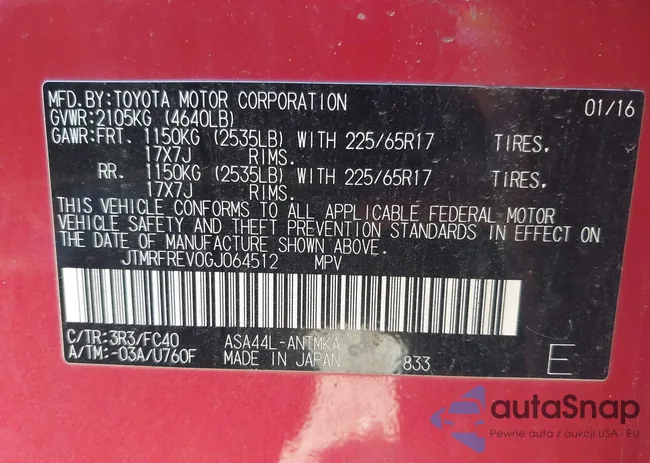 MFD.BY:TOYOTA MOTOR CORPORATION 01/16
GVWR:2105KG (4640LB)
GAWR:FRT. 1150KG (2535LB) WITH 225/65R17 TIRES,
17X7J RIMS.
RR. 1150KG (2535LB) WITH 225/65R17 TIRES,
17X7J RIMS.
THIS VEHICLE CONFORMS TO ALL APPLICABLE FEDERAL MOTOR
VEHICLE SAFETY AND THEFT PREVENTION STANDARDS IN EFFECT ON
THE DATE OF MANUFACTURE SHOWN ABOVE.
JTMRFREV0GJ064512 MPV
C/TR:3R3/FC40 ASA44L-ANTMKA
A/TM:-03A/U760F MADE IN JAPAN 833 E
autaSnap
Pewne auta z aukcji USA i EU